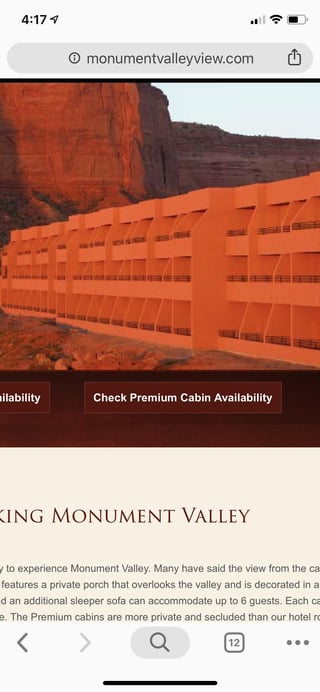 4:17
monumentvalleyview.com
ilability
Check Premium Cabin Availability
KING MONUMENT VALLEY
y to experience Monument Valley. Many have said the view from the ca
features a private porch that overlooks the valley and is decorated in a
d an additional sleeper sofa can accommodate up to 6 guests. Each ca
e. The Premium cabins are more private and secluded than our hotel ro
12